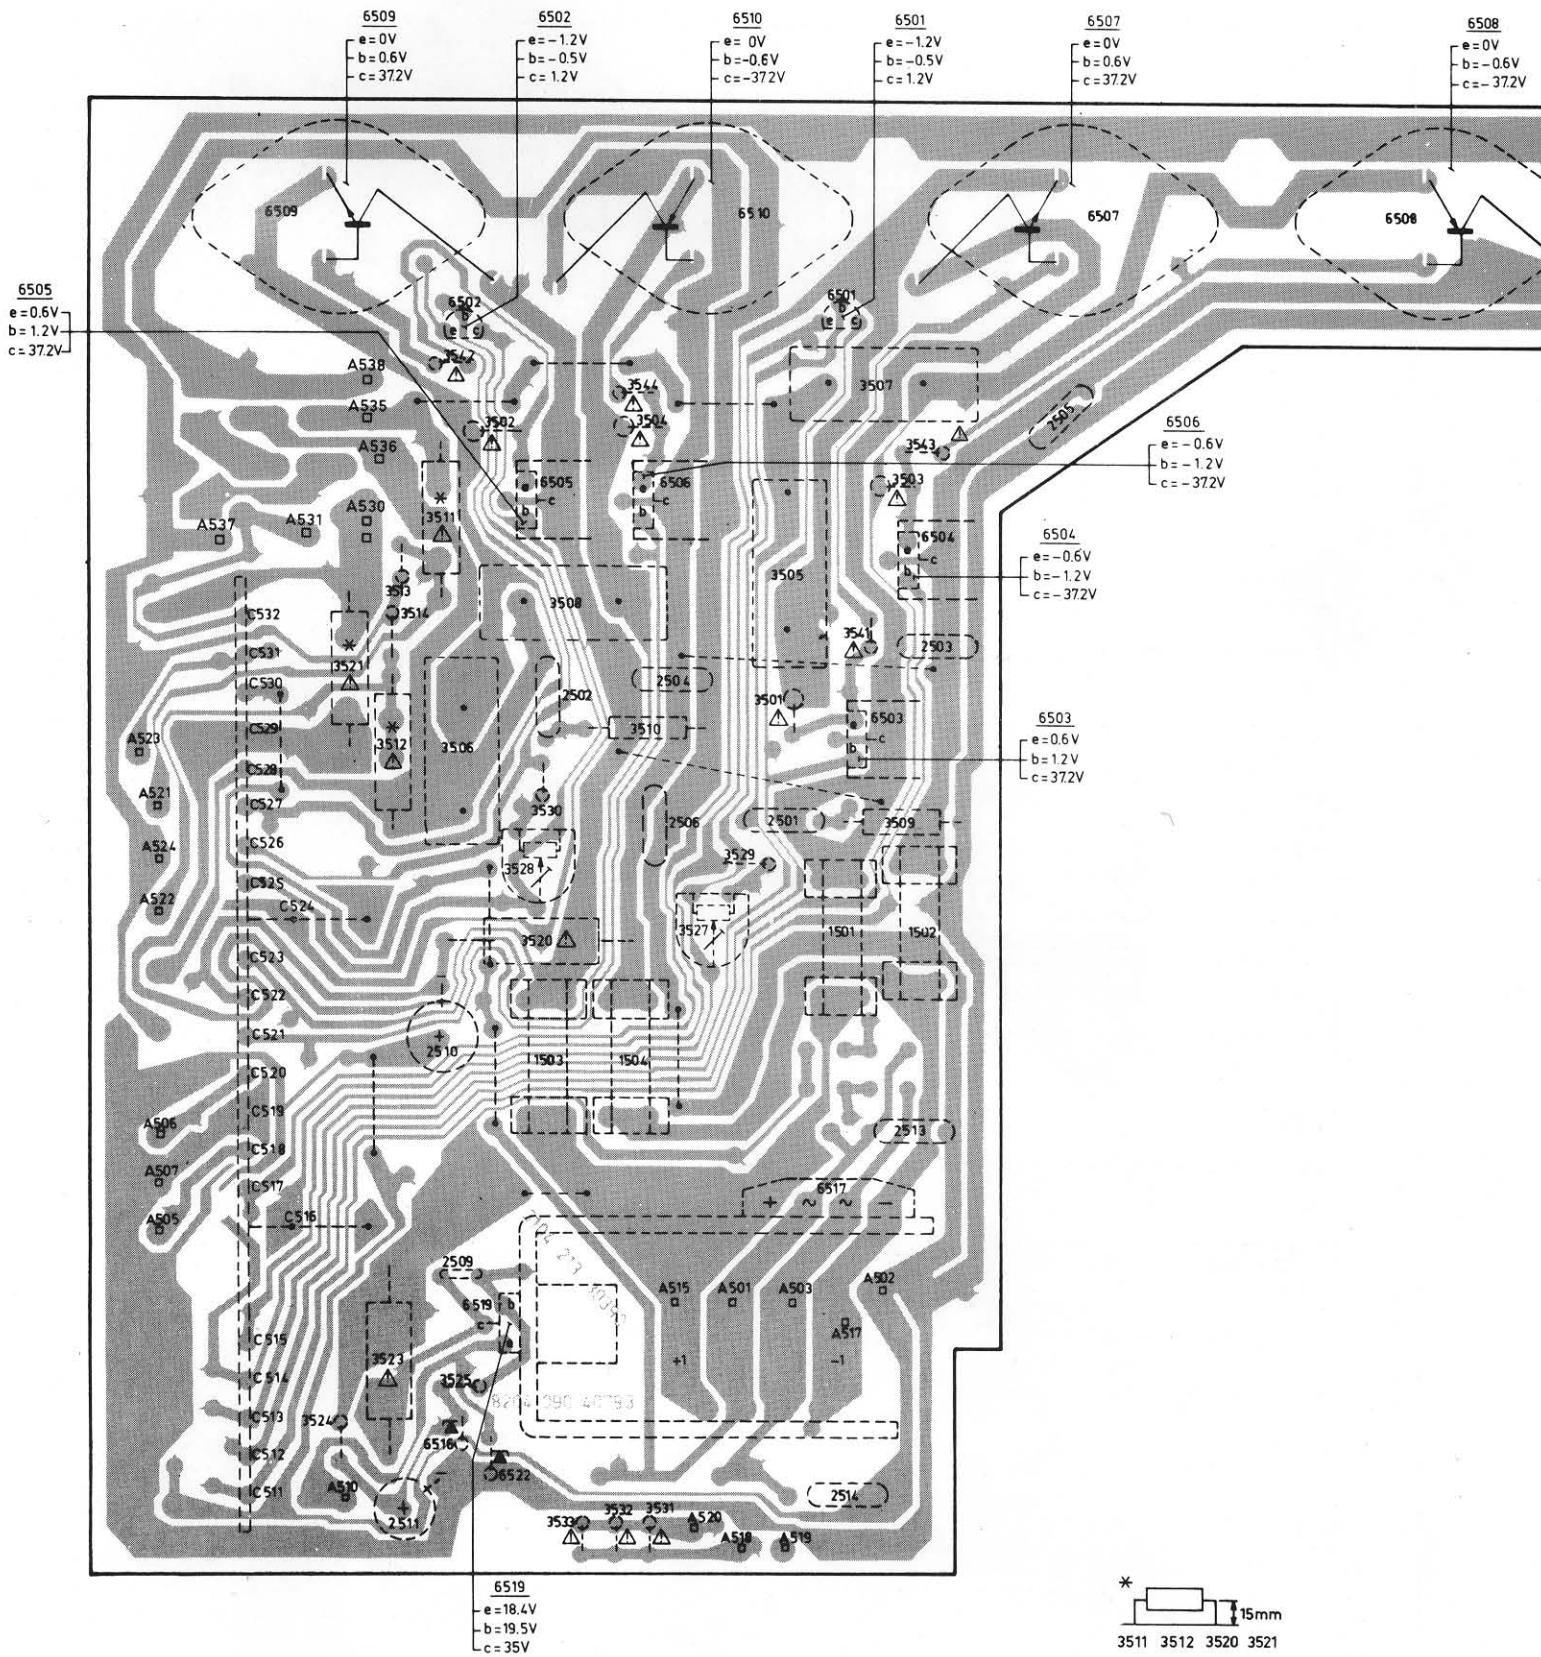 6509
e = 0V
b = 0.6V
c = 37.2V
6502
e = -1.2V
b = -0.5V
c = 1.2V
6510
e = 0V
b = -0.6V
c = -37.2V
6501
e = -1.2V
b = -0.5V
c = 1.2V
6507
e = 0V
b = 0.6V
c = 37.2V
6508
e = 0V
b = -0.6V
c = -37.2V
6509
6510
6507
6508
6505
e = 0.6V
b = 1.2V
c = 37.2V
6502
b
e c
6501
b
e c
3542
A538
3544
3507
A535
3502
3504
2505
6506
e = -0.6V
b = -1.2V
c = -37.2V
A536
3543
6505
c
b
6506
c
b
3503
A530
A537
A531
* 3511
6504
c
b
6504
e = -0.6V
b = -1.2V
c = -37.2V
3505
3513
3508
3514
C532
3541
2503
C531
* 3521
C530
2502
2504
3501
6503
c
b
6503
e = 0.6V
b = 1.2V
c = 37.2V
C529
* 3512
3506
3510
A523
C528
A521
C527
3530
2506
2501
3509
C526
A524
3528
3529
C525
A522
C524
3527
1501
1502
3520
C523
C522
C521
+
2510
1503
1504
C520
C519
A506
2513
C518
A507
C517
6517
+ ~ ~ −
C516
A505
2509
6519
b
c
A515
A501
A503
A502
A517
C515
3523
+1
-1
C514
3525
C513
3524
8204 090 40793
C512
6516
6522
C511
A510
2514
+
2511
3533
3532
3531
A520
A518
A519
6519
e = 18.4V
b = 19.5V
c = 35V
*
15mm
3511 3512 3520 3521